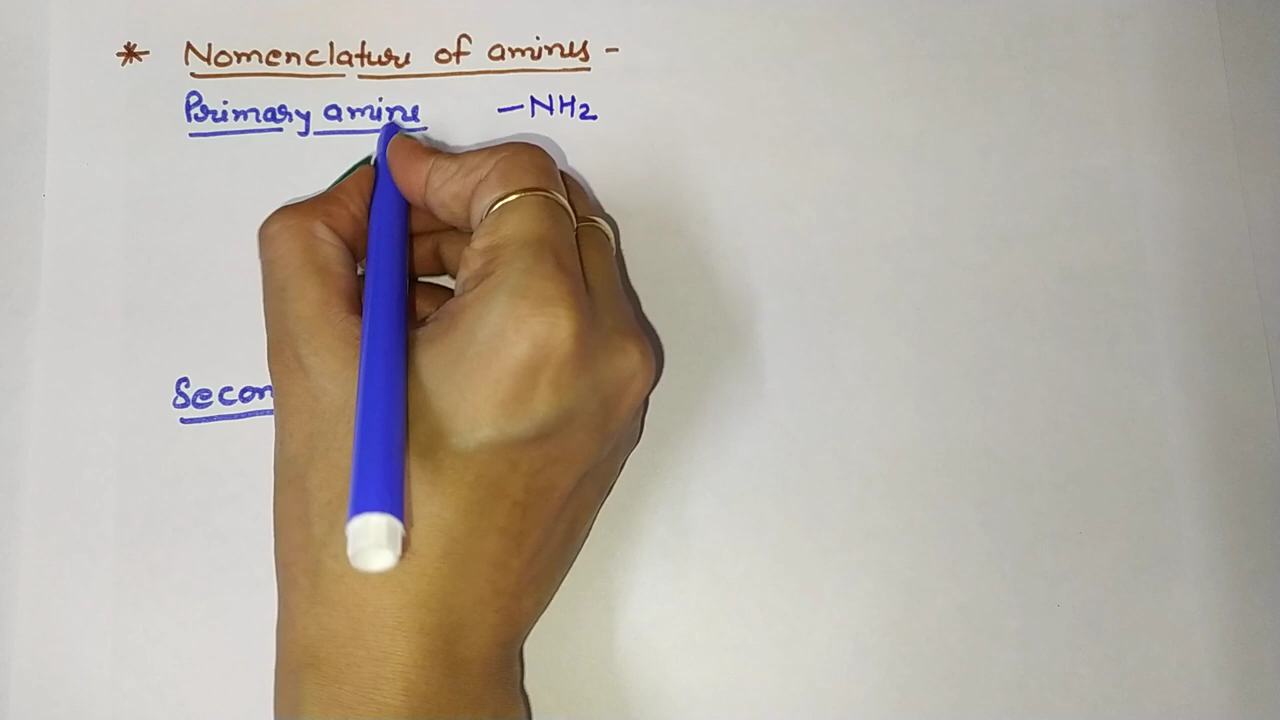 * Nomenclature of amines -
Primary amine -NH2
Secon